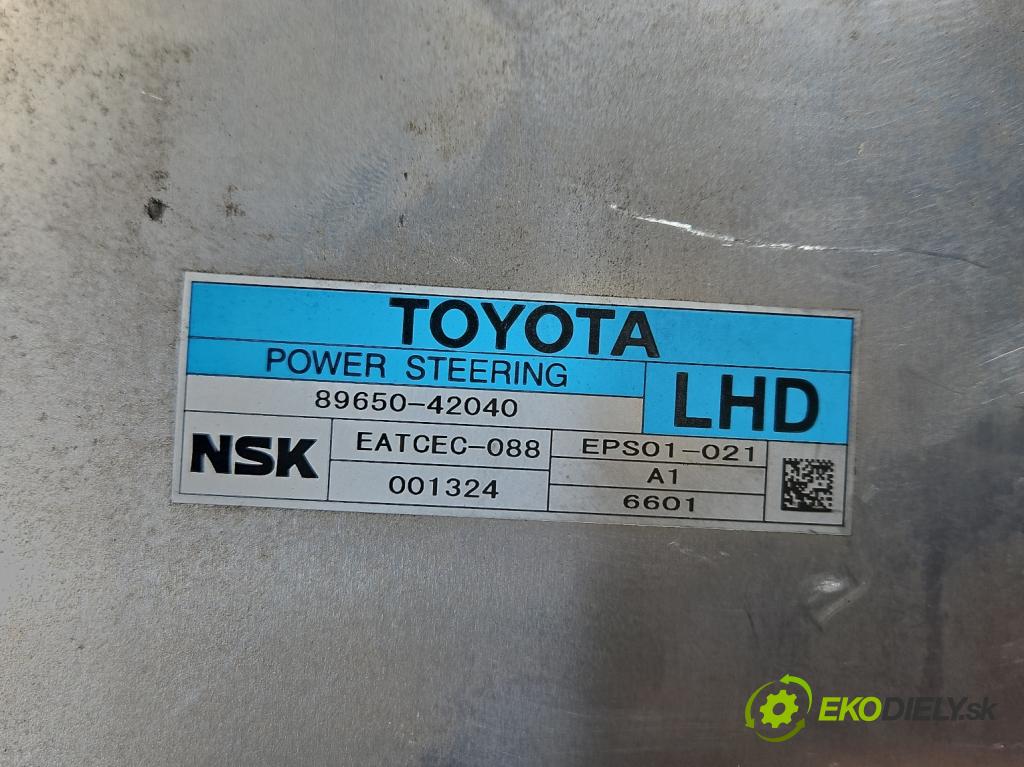 TOYOTA
POWER STEERING
LHD
89650-42040
NSK
EATCEC-088
EPS01-021
001324
A1
6601
EKODIELY.sk